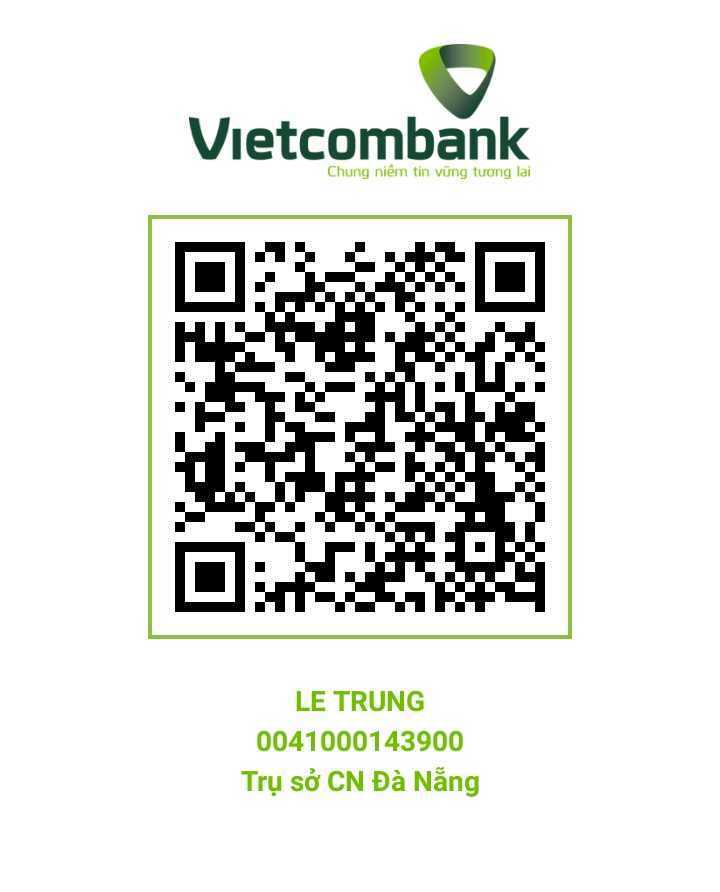 Vietcombank
Chung niềm tin vững tương lai
LE TRUNG
0041000143900
Trụ sở CN Đà Nẵng